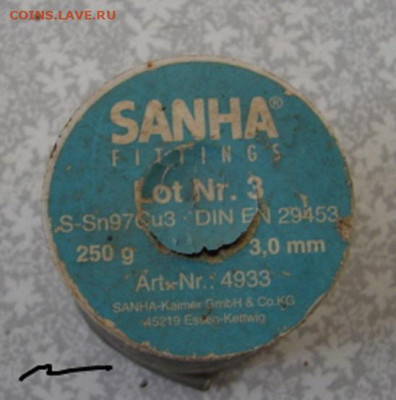 COINS.LAVE.RU
SANHA®
FITTINGS
Lot Nr. 3
S-Sn97Cu3 · DIN EN 29453
250 g 3,0 mm
Art.-Nr.: 4933
SANHA-Kaimer GmbH & Co.KG
45219 Essen-Kettwig